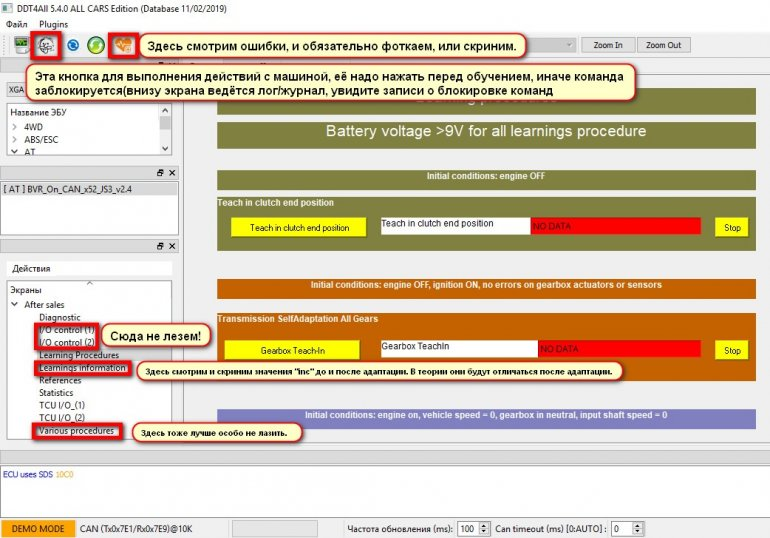 DDT4All 5.4.0 ALL CARS Edition (Database 11/02/2019)
Файл Plugins
Здесь смотрим ошибки, и обязательно фоткаем, или скриним.
Zoom In
Zoom Out
Эта кнопка для выполнения действий с машиной, её надо нажать перед обучением, иначе команда
заблокируется(внизу экрана ведётся лог/журнал, увидите записи о блокировке команд
XGA
Название ЭБУ
4WD
ABS/ESC
AT
Learning procedures
Battery voltage >9V for all learnings procedure
Initial conditions: engine OFF
[ AT ] BVR_On_CAN_x52_JS3_v2.4
Teach in clutch end position
Teach in clutch end position
Teach in clutch end position
NO DATA
Stop
Действия
Экраны
After sales
Diagnostic
I/O control (1)
I/O control (2)
Сюда не лезем!
Learning Procedures
Learnings information
Здесь смотрим и скриним значения "inc" до и после адаптации. В теории они будут отличаться после адаптации.
References
Statistics
TCU I/O_(1)
TCU I/O_(2)
Various procedures
Здесь тоже лучше особо не лазить.
Initial conditions: engine OFF, ignition ON, no errors on gearbox actuators or sensors
Transmission SelfAdaptation All Gears
Gearbox Teach-In
Gearbox TeachIn
NO DATA
Stop
Initial conditions: engine on, vehicle speed = 0, gearbox in neutral, input shaft speed = 0
ECU uses SDS 10C0
DEMO MODE
CAN (Tx0x7E1/Rx0x7E9)@10K
Частота обновления (ms): 100
Can timeout (ms) [0:AUTO] : 0